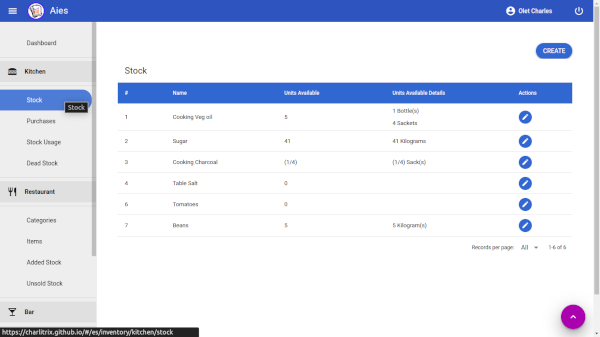 Aies
Olet Charles
Dashboard
CREATE
Kitchen
Stock
Stock
Stock
Purchases
Stock Usage
Dead Stock
Restaurant
Categories
Items
Added Stock
Unsold Stock
Bar
# Name Units Available Units Available Details Actions
1 Cooking Veg oil 5 1 Bottle(s)
4 Sackets
2 Sugar 41 41 Kilograms
3 Cooking Charcoal (1/4) (1/4) Sack(s)
4 Table Salt 0
6 Tomatoes 0
7 Beans 5 5 Kilogram(s)
Records per page: All 1-6 of 6
https://charlitrix.github.io/#/es/inventory/kitchen/stock